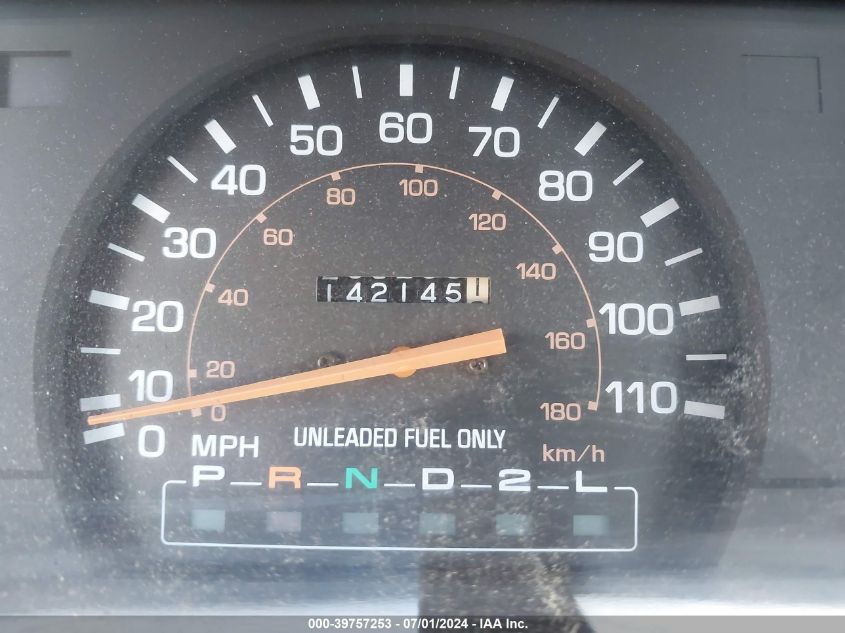 0 10 20 30 40 50 60 70 80 90 100 110
0 20 40 60 80 100 120 140 160 180
142145 1
MPH
UNLEADED FUEL ONLY
km/h
P R N D 2 L
000-39757253 - 07/01/2024 - IAA Inc.